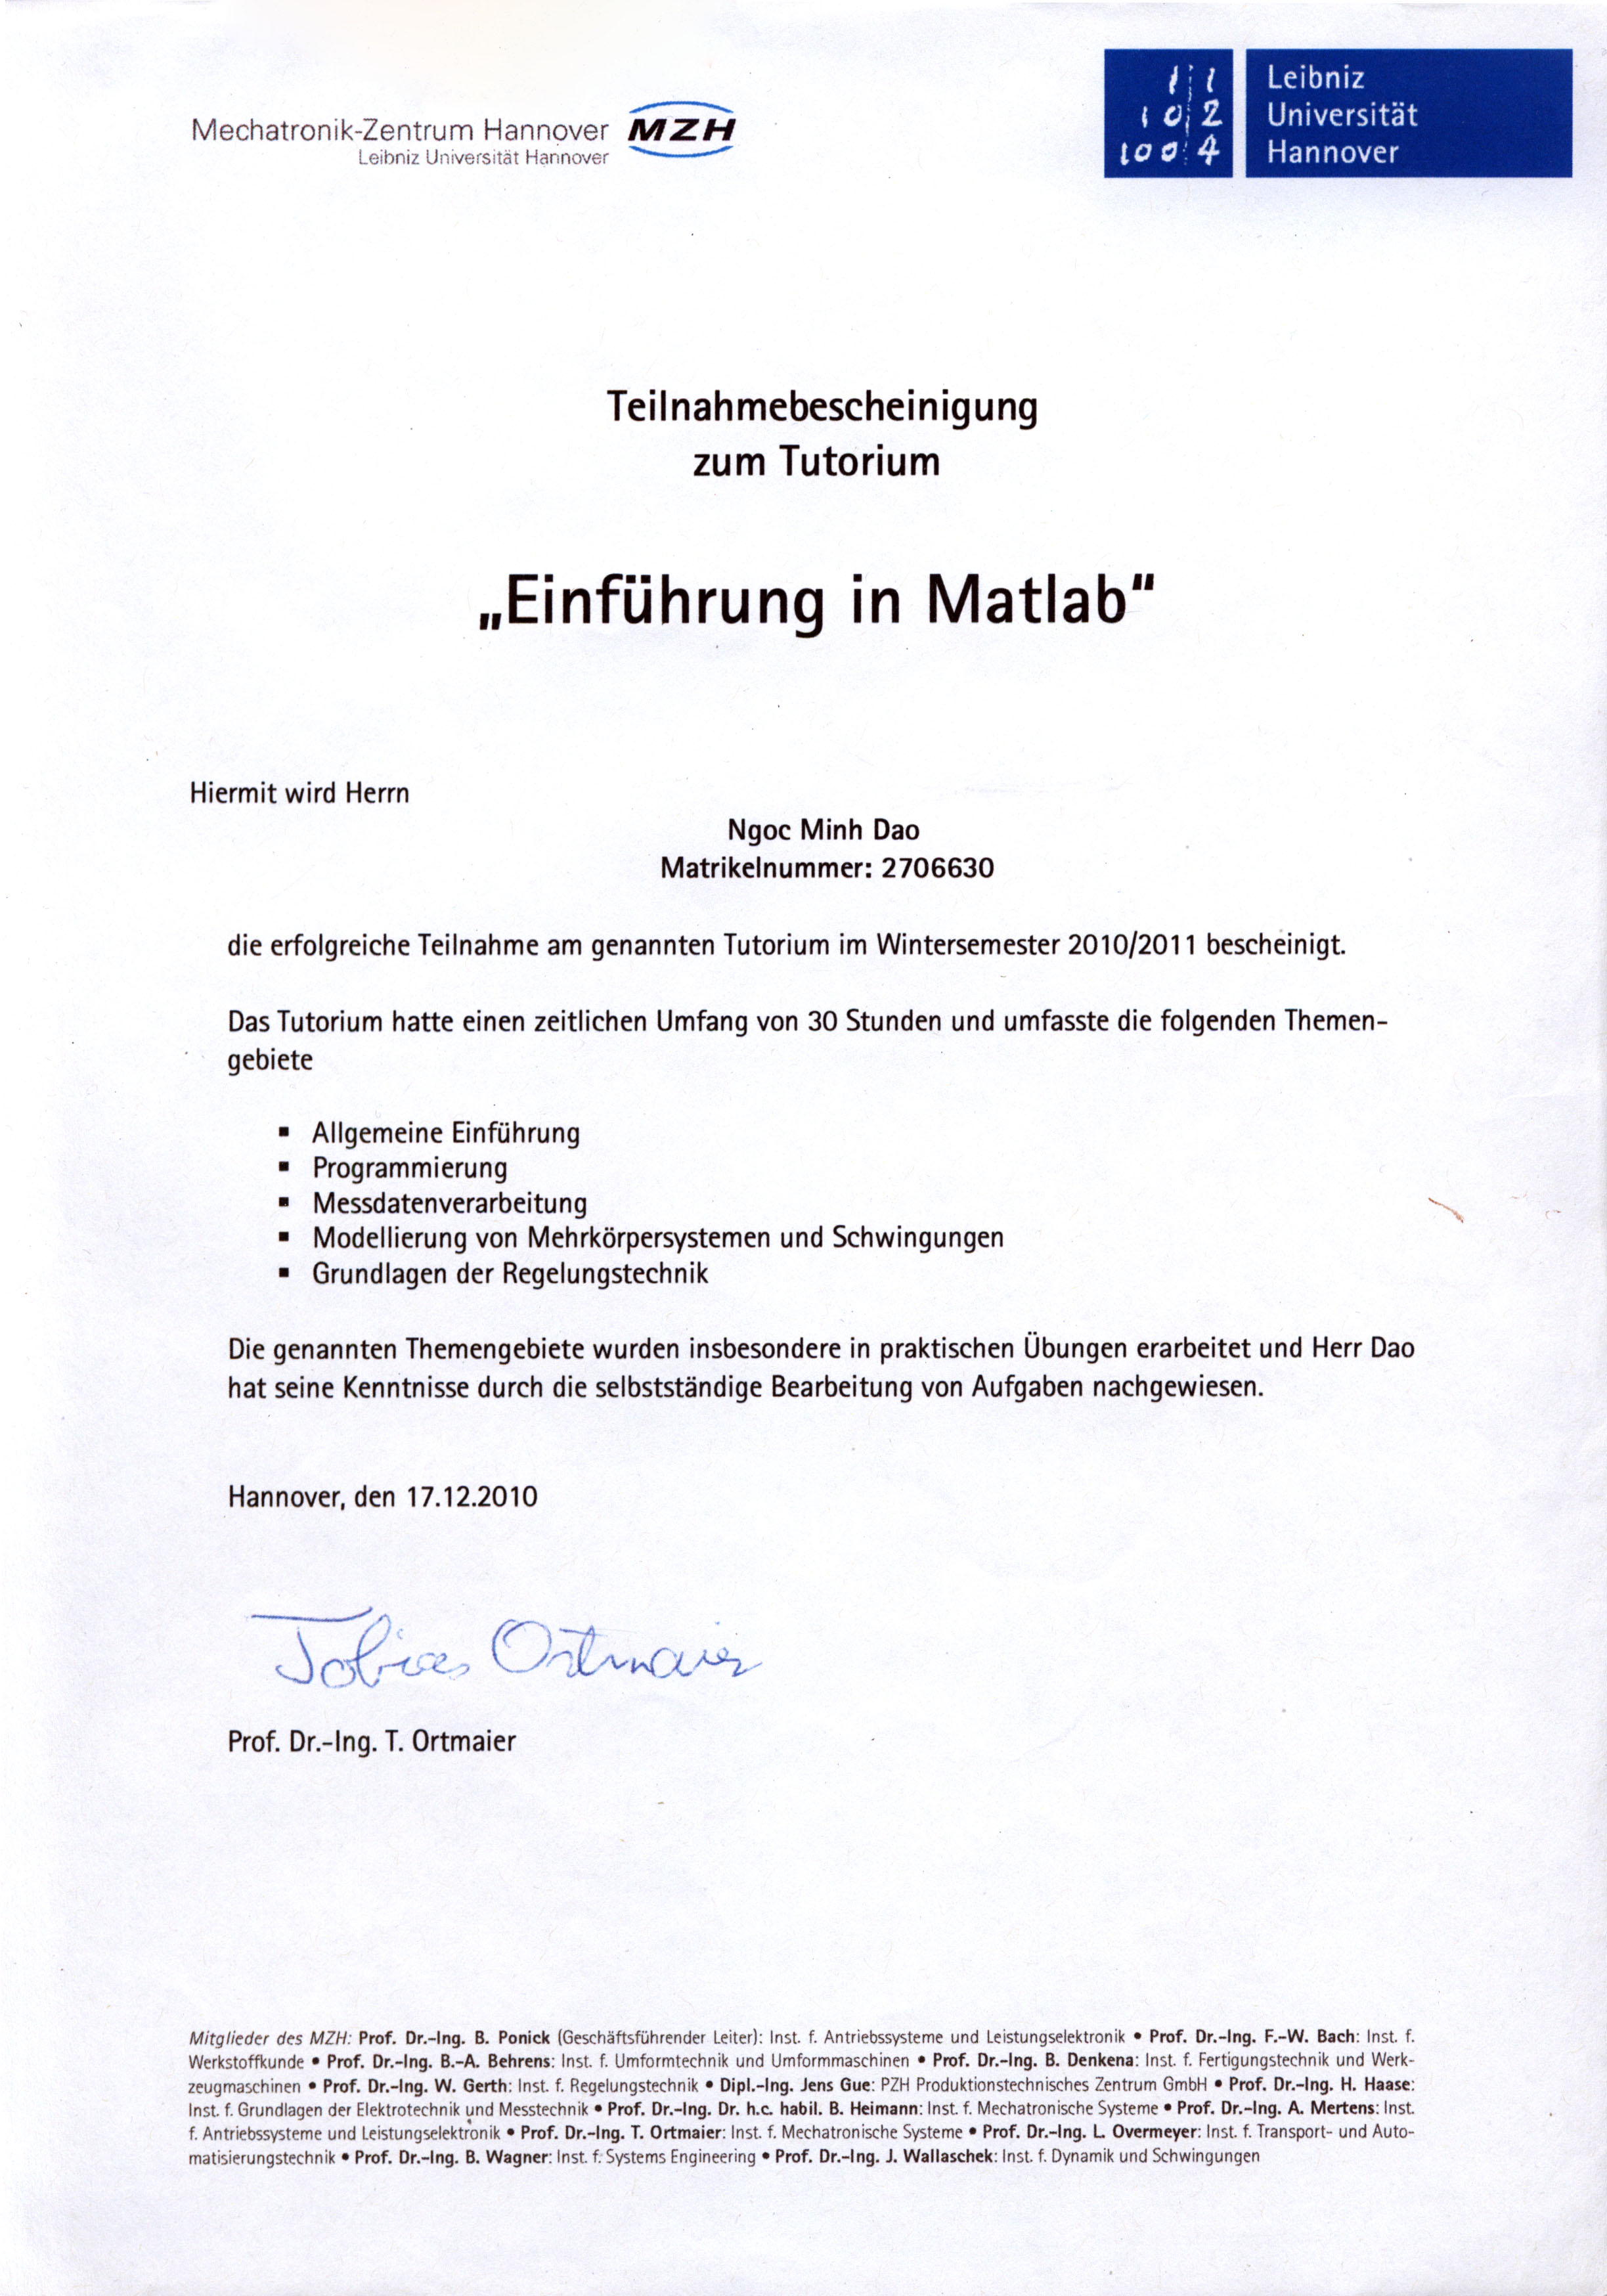 Mechatronik-Zentrum Hannover MZH
Leibniz Universität Hannover
1 1
1 0 2
1 0 0 4
Leibniz
Universität
Hannover
Teilnahmebescheinigung
zum Tutorium
„Einführung in Matlab“
Hiermit wird Herrn
Ngoc Minh Dao
Matrikelnummer: 2706630
die erfolgreiche Teilnahme am genannten Tutorium im Wintersemester 2010/2011 bescheinigt.
Das Tutorium hatte einen zeitlichen Umfang von 30 Stunden und umfasste die folgenden Themen-
gebiete
▪ Allgemeine Einführung
▪ Programmierung
▪ Messdatenverarbeitung
▪ Modellierung von Mehrkörpersystemen und Schwingungen
▪ Grundlagen der Regelungstechnik
Die genannten Themengebiete wurden insbesondere in praktischen Übungen erarbeitet und Herr Dao
hat seine Kenntnisse durch die selbstständige Bearbeitung von Aufgaben nachgewiesen.
Hannover, den 17.12.2010
Tobias Ortmaier
Prof. Dr.-Ing. T. Ortmaier
Mitglieder des MZH: Prof. Dr.-Ing. B. Ponick (Geschäftsführender Leiter): Inst. f. Antriebssysteme und Leistungselektronik • Prof. Dr.-Ing. F.-W. Bach: Inst. f.
Werkstoffkunde • Prof. Dr.-Ing. B.-A. Behrens: Inst. f. Umformtechnik und Umformmaschinen • Prof. Dr.-Ing. B. Denkena: Inst. f. Fertigungstechnik und Werk-
zeugmaschinen • Prof. Dr.-Ing. W. Gerth: Inst. f. Regelungstechnik • Dipl.-Ing. Jens Gue: PZH Produktionstechnisches Zentrum GmbH • Prof. Dr.-Ing. H. Haase:
Inst. f. Grundlagen der Elektrotechnik und Messtechnik • Prof. Dr.-Ing. Dr. h.c. habil. B. Heimann: Inst. f. Mechatronische Systeme • Prof. Dr.-Ing. A. Mertens: Inst.
f. Antriebssysteme und Leistungselektronik • Prof. Dr.-Ing. T. Ortmaier: Inst. f. Mechatronische Systeme • Prof. Dr.-Ing. L. Overmeyer: Inst. f. Transport- und Auto-
matisierungstechnik • Prof. Dr.-Ing. B. Wagner: Inst. f. Systems Engineering • Prof. Dr.-Ing. J. Wallaschek: Inst. f. Dynamik und Schwingungen